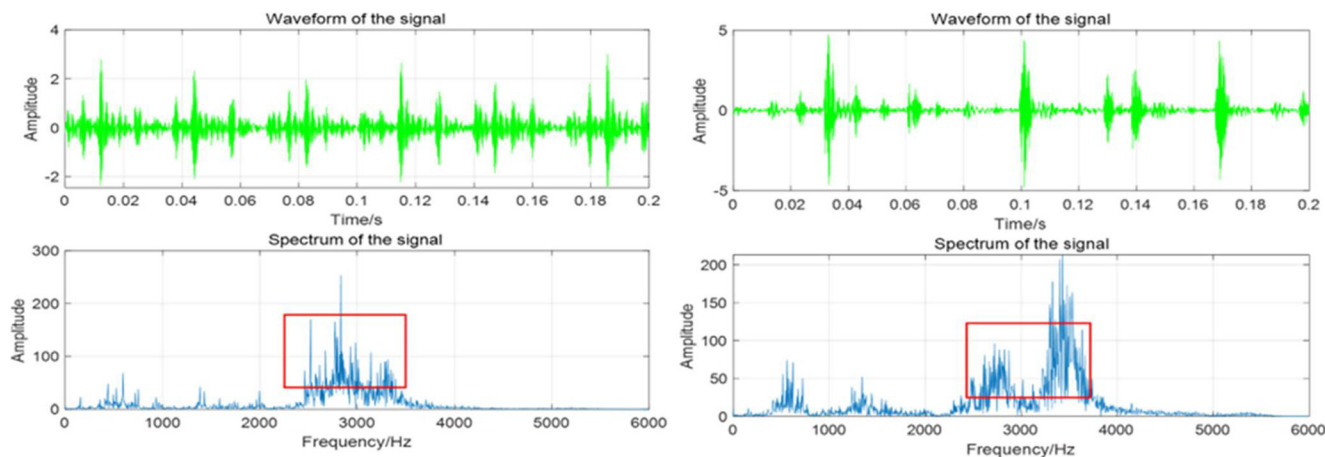 Waveform of the signal
4
2
0
-2
Amplitude
0 0.02 0.04 0.06 0.08 0.1 0.12 0.14 0.16 0.18 0.2
Time/s
Spectrum of the signal
300
200
100
0
Amplitude
0 1000 2000 3000 4000 5000 6000
Frequency/Hz
Waveform of the signal
5
0
-5
Amplitude
0 0.02 0.04 0.06 0.08 0.1 0.12 0.14 0.16 0.18 0.2
Time/s
Spectrum of the signal
200
150
100
50
0
Amplitude
0 1000 2000 3000 4000 5000 6000
Frequency/Hz